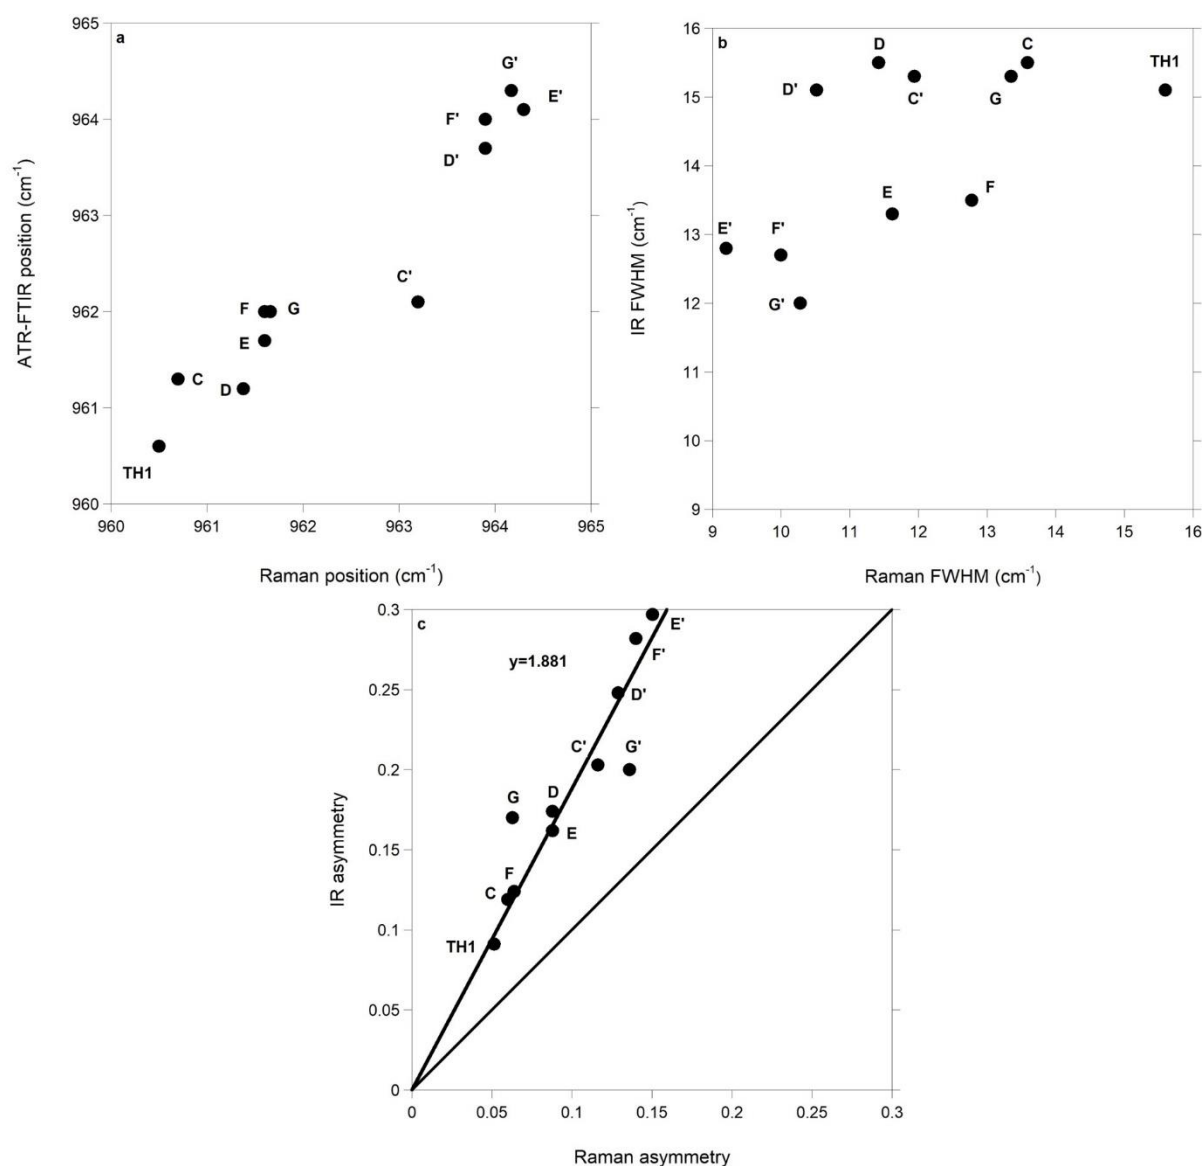 a
965
964
963
962
961
960
960 961 962 963 964 965
ATR-FTIR position (cm⁻¹)
Raman position (cm⁻¹)
G'
E'
F'
D'
C'
F G
E
C
D
TH1
b
16
15
14
13
12
11
10
9
9 10 11 12 13 14 15 16
IR FWHM (cm⁻¹)
Raman FWHM (cm⁻¹)
D C
TH1
D' C' G
F
E
E' F'
G'
c
0.3
0.25
0.2
0.15
0.1
0.05
0
0 0.05 0.1 0.15 0.2 0.25 0.3
IR asymmetry
Raman asymmetry
y=1.881
E'
F'
D'
C' G'
G D
E
F
C
TH1